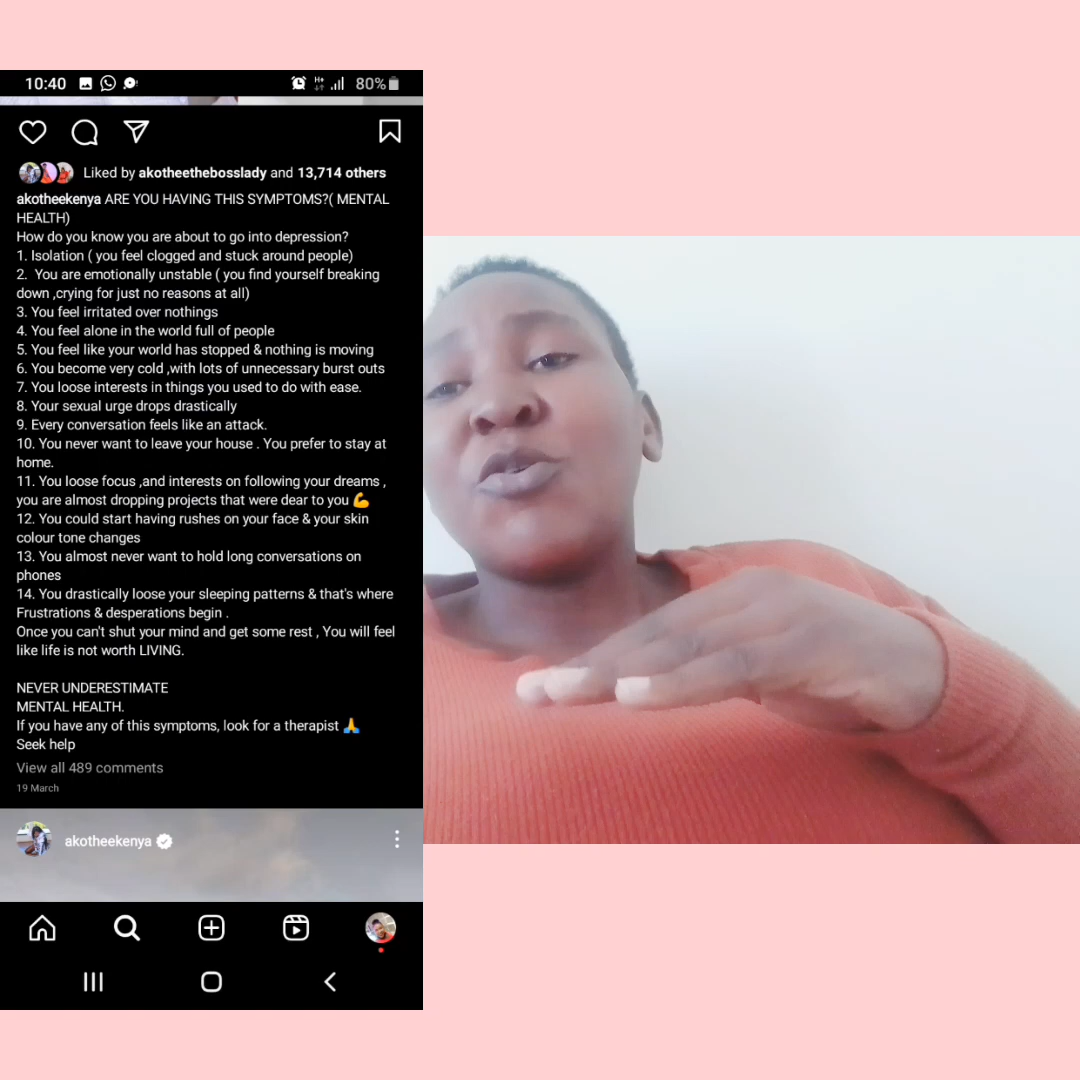 10:40
H+
80%
Liked by akotheethebosslady and 13,714 others
akotheekenya ARE YOU HAVING THIS SYMPTOMS?( MENTAL
HEALTH)
How do you know you are about to go into depression?
1. Isolation ( you feel clogged and stuck around people)
2.  You are emotionally unstable ( you find yourself breaking
down ,crying for just no reasons at all)
3. You feel irritated over nothings
4. You feel alone in the world full of people
5. You feel like your world has stopped & nothing is moving
6. You become very cold ,with lots of unnecessary burst outs
7. You loose interests in things you used to do with ease.
8. Your sexual urge drops drastically
9. Every conversation feels like an attack.
10. You never want to leave your house . You prefer to stay at
home.
11. You loose focus ,and interests on following your dreams ,
you are almost dropping projects that were dear to you 💪
12. You could start having rushes on your face & your skin
colour tone changes
13. You almost never want to hold long conversations on
phones
14. You drastically loose your sleeping patterns & that's where
Frustrations & desperations begin .
Once you can't shut your mind and get some rest , You will feel
like life is not worth LIVING.
NEVER UNDERESTIMATE
MENTAL HEALTH.
If you have any of this symptoms, look for a therapist 🙏
Seek help
View all 489 comments
19 March
akotheekenya